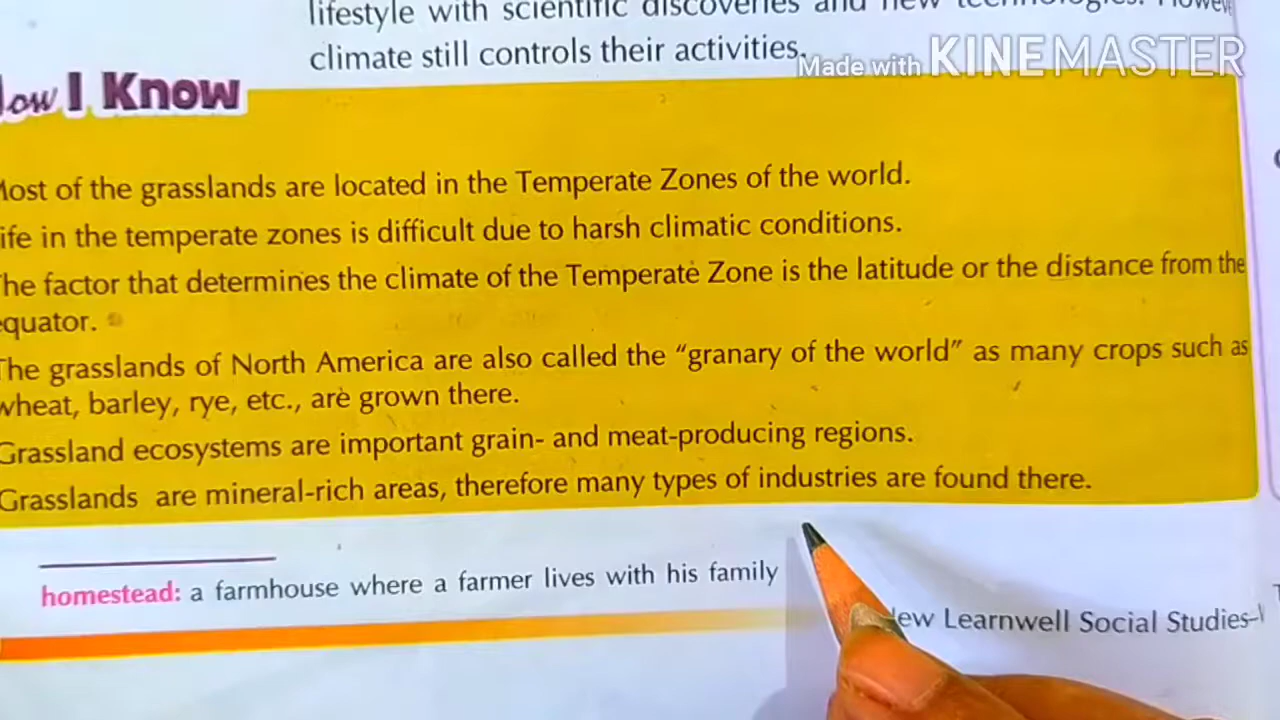 lifestyle with scientific discoveries and new technologies. Howev
climate still controls their activities.
Made with KINEMASTER
Now I Know
Most of the grasslands are located in the Temperate Zones of the world.
Life in the temperate zones is difficult due to harsh climatic conditions.
The factor that determines the climate of the Temperate Zone is the latitude or the distance from the
equator.
The grasslands of North America are also called the “granary of the world” as many crops such as
wheat, barley, rye, etc., are grown there.
Grassland ecosystems are important grain- and meat-producing regions.
Grasslands are mineral-rich areas, therefore many types of industries are found there.
homestead: a farmhouse where a farmer lives with his family
New Learnwell Social Studies–